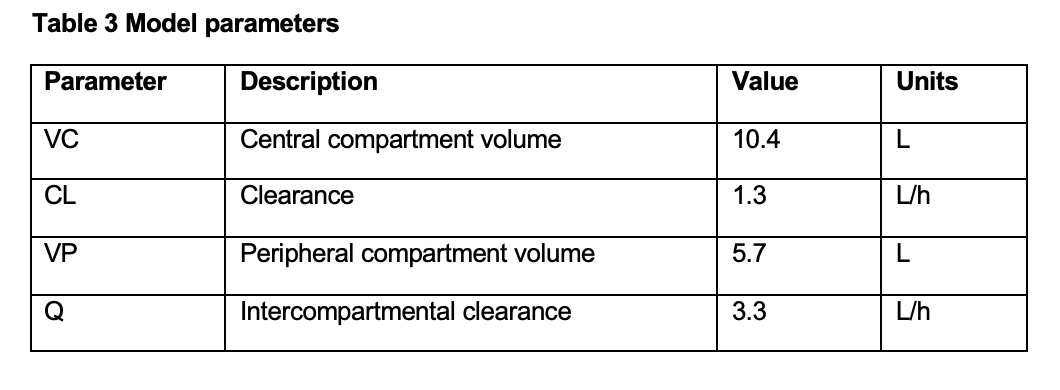 Table 3 Model parameters
Parameter Description Value Units
VC Central compartment volume 10.4 L
CL Clearance 1.3 L/h
VP Peripheral compartment volume 5.7 L
Q Intercompartmental clearance 3.3 L/h